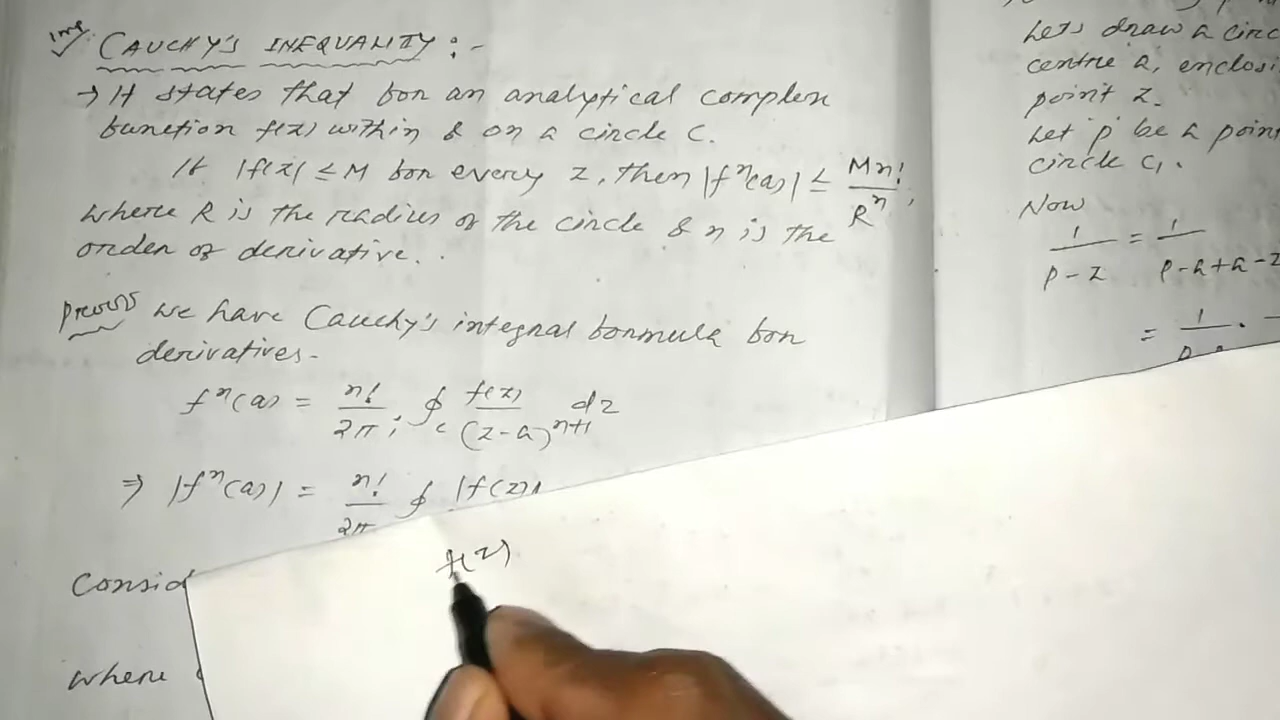 Imp
CAUCHY'S INEQUALITY :-
→ It states that for an analytical complex
function f(z) within & on a circle C.
If |f(z)| ≤ M for every z, then |fⁿ(a)| ≤ Mn!/Rⁿ,
where R is the radius of the circle & n is the
order of derivative.
Proof we have Cauchy's integral formula for
derivatives-
fⁿ(a) = n!/2πi ∮c f(z)/(z-a)ⁿ⁺¹ dz
⇒ |fⁿ(a)| = n!/2π ∮ |f(z)|
Consid
where
f(z)
Lets draw a circ
centre a, enclosi
point z.
Let 'p' be a point
circle C₁.
Now
1/p-z = 1/p-a+a-z
= 1/p-a .